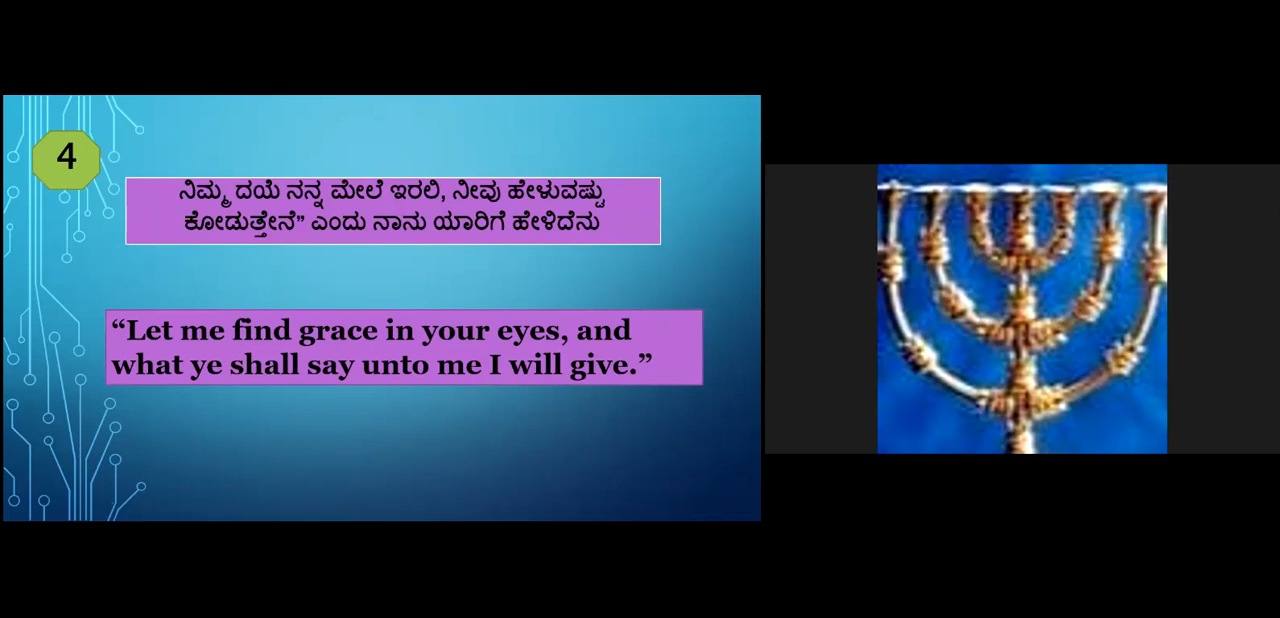 4
ನಿಮ್ಮ ದಯೆ ನನ್ನ ಮೇಲೆ ಇರಲಿ, ನೀವು ಹೇಳುವಷ್ಟು
ಕೋಡುತ್ತೇನೆ” ಎಂದು ನಾನು ಯಾರಿಗೆ ಹೇಳಿದೆನು
“Let me find grace in your eyes, and
what ye shall say unto me I will give.”